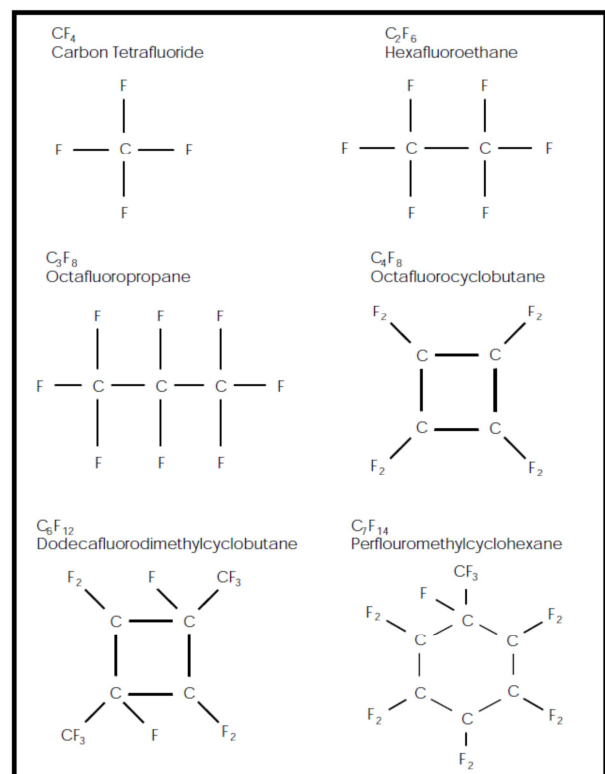 CF4
Carbon Tetrafluoride
F
F C F
F
C2F6
Hexafluoroethane
F F
F C C F
F F
C3F8
Octafluoropropane
F F F
F C C C F
F F F
C4F8
Octafluorocyclobutane
F2 F2
C C
C C
F2 F2
C6F12
Dodecafluorodimethylcyclobutane
F2 F CF3
C C
C C
CF3 F F2
C7F14
Perflouromethylcyclohexane
CF3
F
F2 C F2
C C
C C
F2 C F2
F2